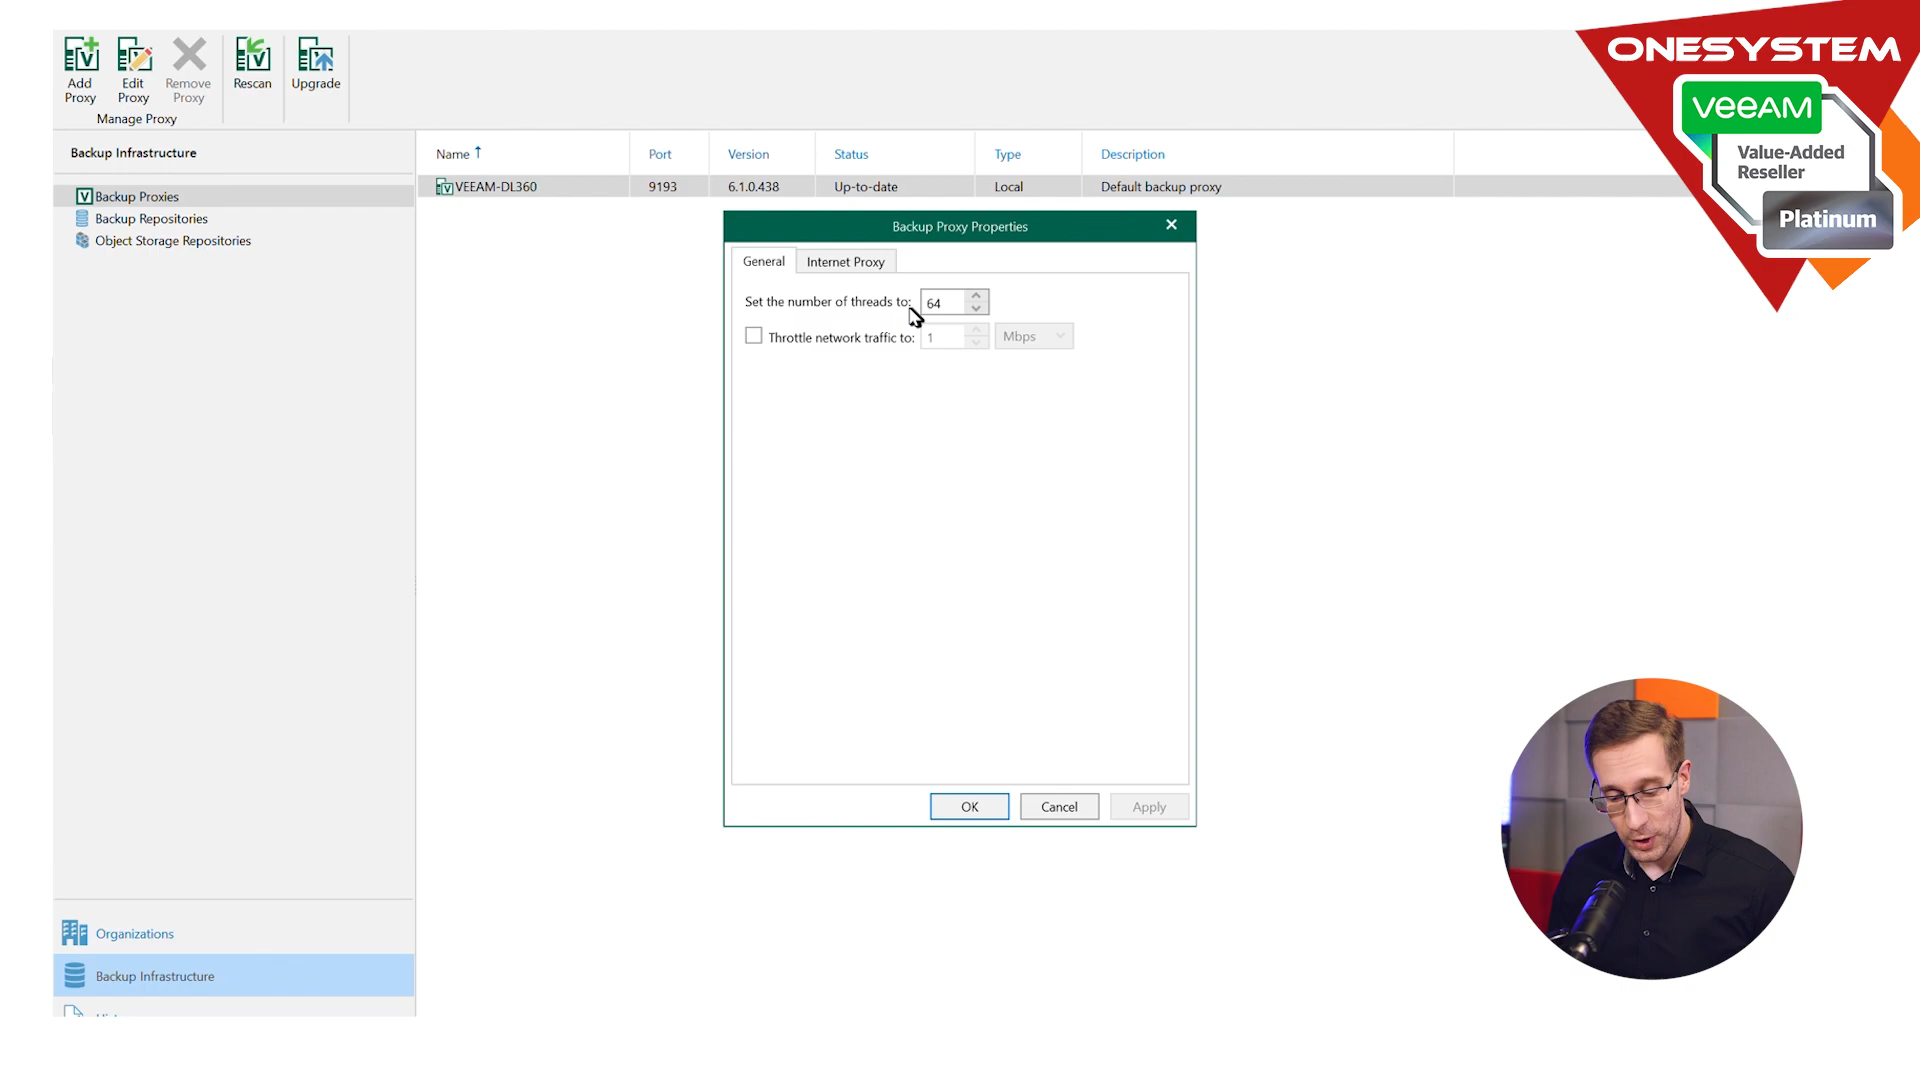 ONESYSTEM
veeAM
Value-Added
Reseller
Platinum
Add
Proxy
Edit
Proxy
Remove
Proxy
Rescan
Upgrade
Manage Proxy
Backup Infrastructure
Backup Proxies
Backup Repositories
Object Storage Repositories
Name Port Version Status Type Description
VEEAM-DL360 9193 6.1.0.438 Up-to-date Local Default backup proxy
Backup Proxy Properties
General Internet Proxy
Set the number of threads to: 64
Throttle network traffic to: 1 Mbps
OK Cancel Apply
Organizations
Backup Infrastructure